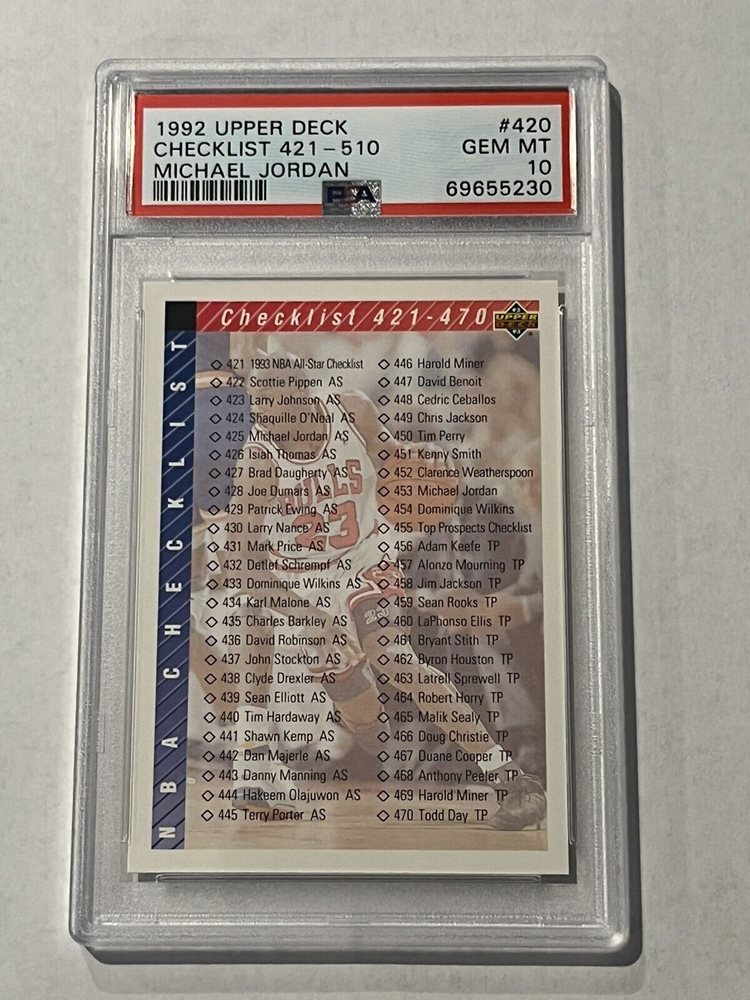 1992 UPPER DECK #420
CHECKLIST 421-510 GEM MT
MICHAEL JORDAN 10
PSA 69655230
Checklist 421-470
92 UPPER DECK 93
NBA CHECKLIST
421 1993 NBA All-Star Checklist
422 Scottie Pippen AS
423 Larry Johnson AS
424 Shaquille O'Neal AS
425 Michael Jordan AS
426 Isiah Thomas AS
427 Brad Daugherty AS
428 Joe Dumars AS
429 Patrick Ewing AS
430 Larry Nance AS
431 Mark Price AS
432 Detlef Schrempf AS
433 Dominique Wilkins AS
434 Karl Malone AS
435 Charles Barkley AS
436 David Robinson AS
437 John Stockton AS
438 Clyde Drexler AS
439 Sean Elliott AS
440 Tim Hardaway AS
441 Shawn Kemp AS
442 Dan Majerle AS
443 Danny Manning AS
444 Hakeem Olajuwon AS
445 Terry Porter AS
446 Harold Miner
447 David Benoit
448 Cedric Ceballos
449 Chris Jackson
450 Tim Perry
451 Kenny Smith
452 Clarence Weatherspoon
453 Michael Jordan
454 Dominique Wilkins
455 Top Prospects Checklist
456 Adam Keefe TP
457 Alonzo Mourning TP
458 Jim Jackson TP
459 Sean Rooks TP
460 LaPhonso Ellis TP
461 Bryant Stith TP
462 Byron Houston TP
463 Latrell Sprewell TP
464 Robert Horry TP
465 Malik Sealy TP
466 Doug Christie TP
467 Duane Cooper TP
468 Anthony Peeler TP
469 Harold Miner TP
470 Todd Day TP
BULLS
23